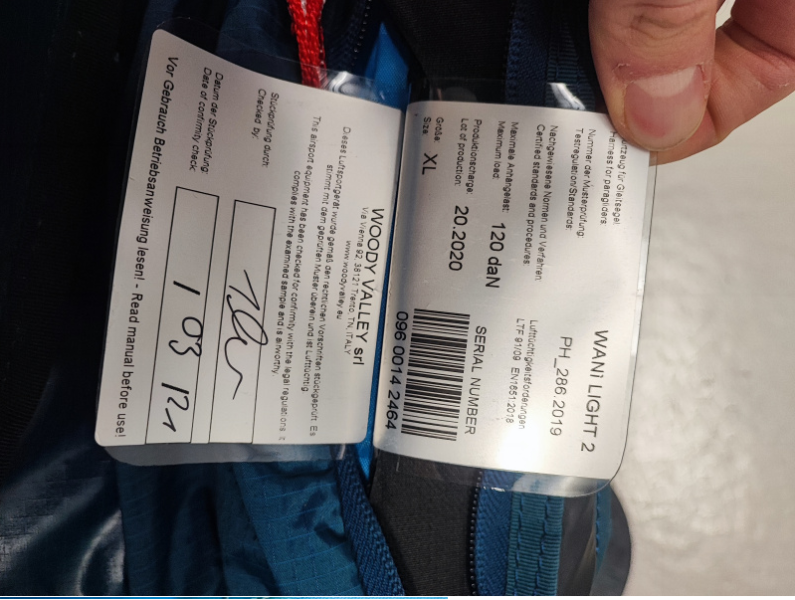 WANI LIGHT 2
für Gleitsegel
Harness for paragliders:
Nummer der Musterprüfung:
Testregulation/Standards:
PH_286.2019
Nachgewiesene Normen und Verfahren:
Certified standards and procedures:
Lufttüchtigkeitsforderungen
LTF 91/09 EN1651:2018
Maximale Anhängelast:
Maximum load:
120 daN
Produktionscharge:
Lot of production:
20.2020
Größe:
Size:
XL
SERIAL NUMBER
096 0014 2464
WOODY VALLEY srl
Via Vienna 92, 38121 Trento, TN, ITALY
www.woodyvalley.eu
Dieses Luftsportgerät wurde gemäß den rechtlichen Vorschriften stückgeprüft. Es
stimmt mit dem geprüften Muster überein und ist Lufttüchtig.
This airsport equipment has been checked for conformity with the legal regulations, it
complies with the examined sample and is airworthy.
Stückprüfung durch:
Checked by:
Datum der Stückprüfung:
Date of confirmity check:
1 03 121
Vor Gebrauch Betriebsanweisung lesen! - Read manual before use!